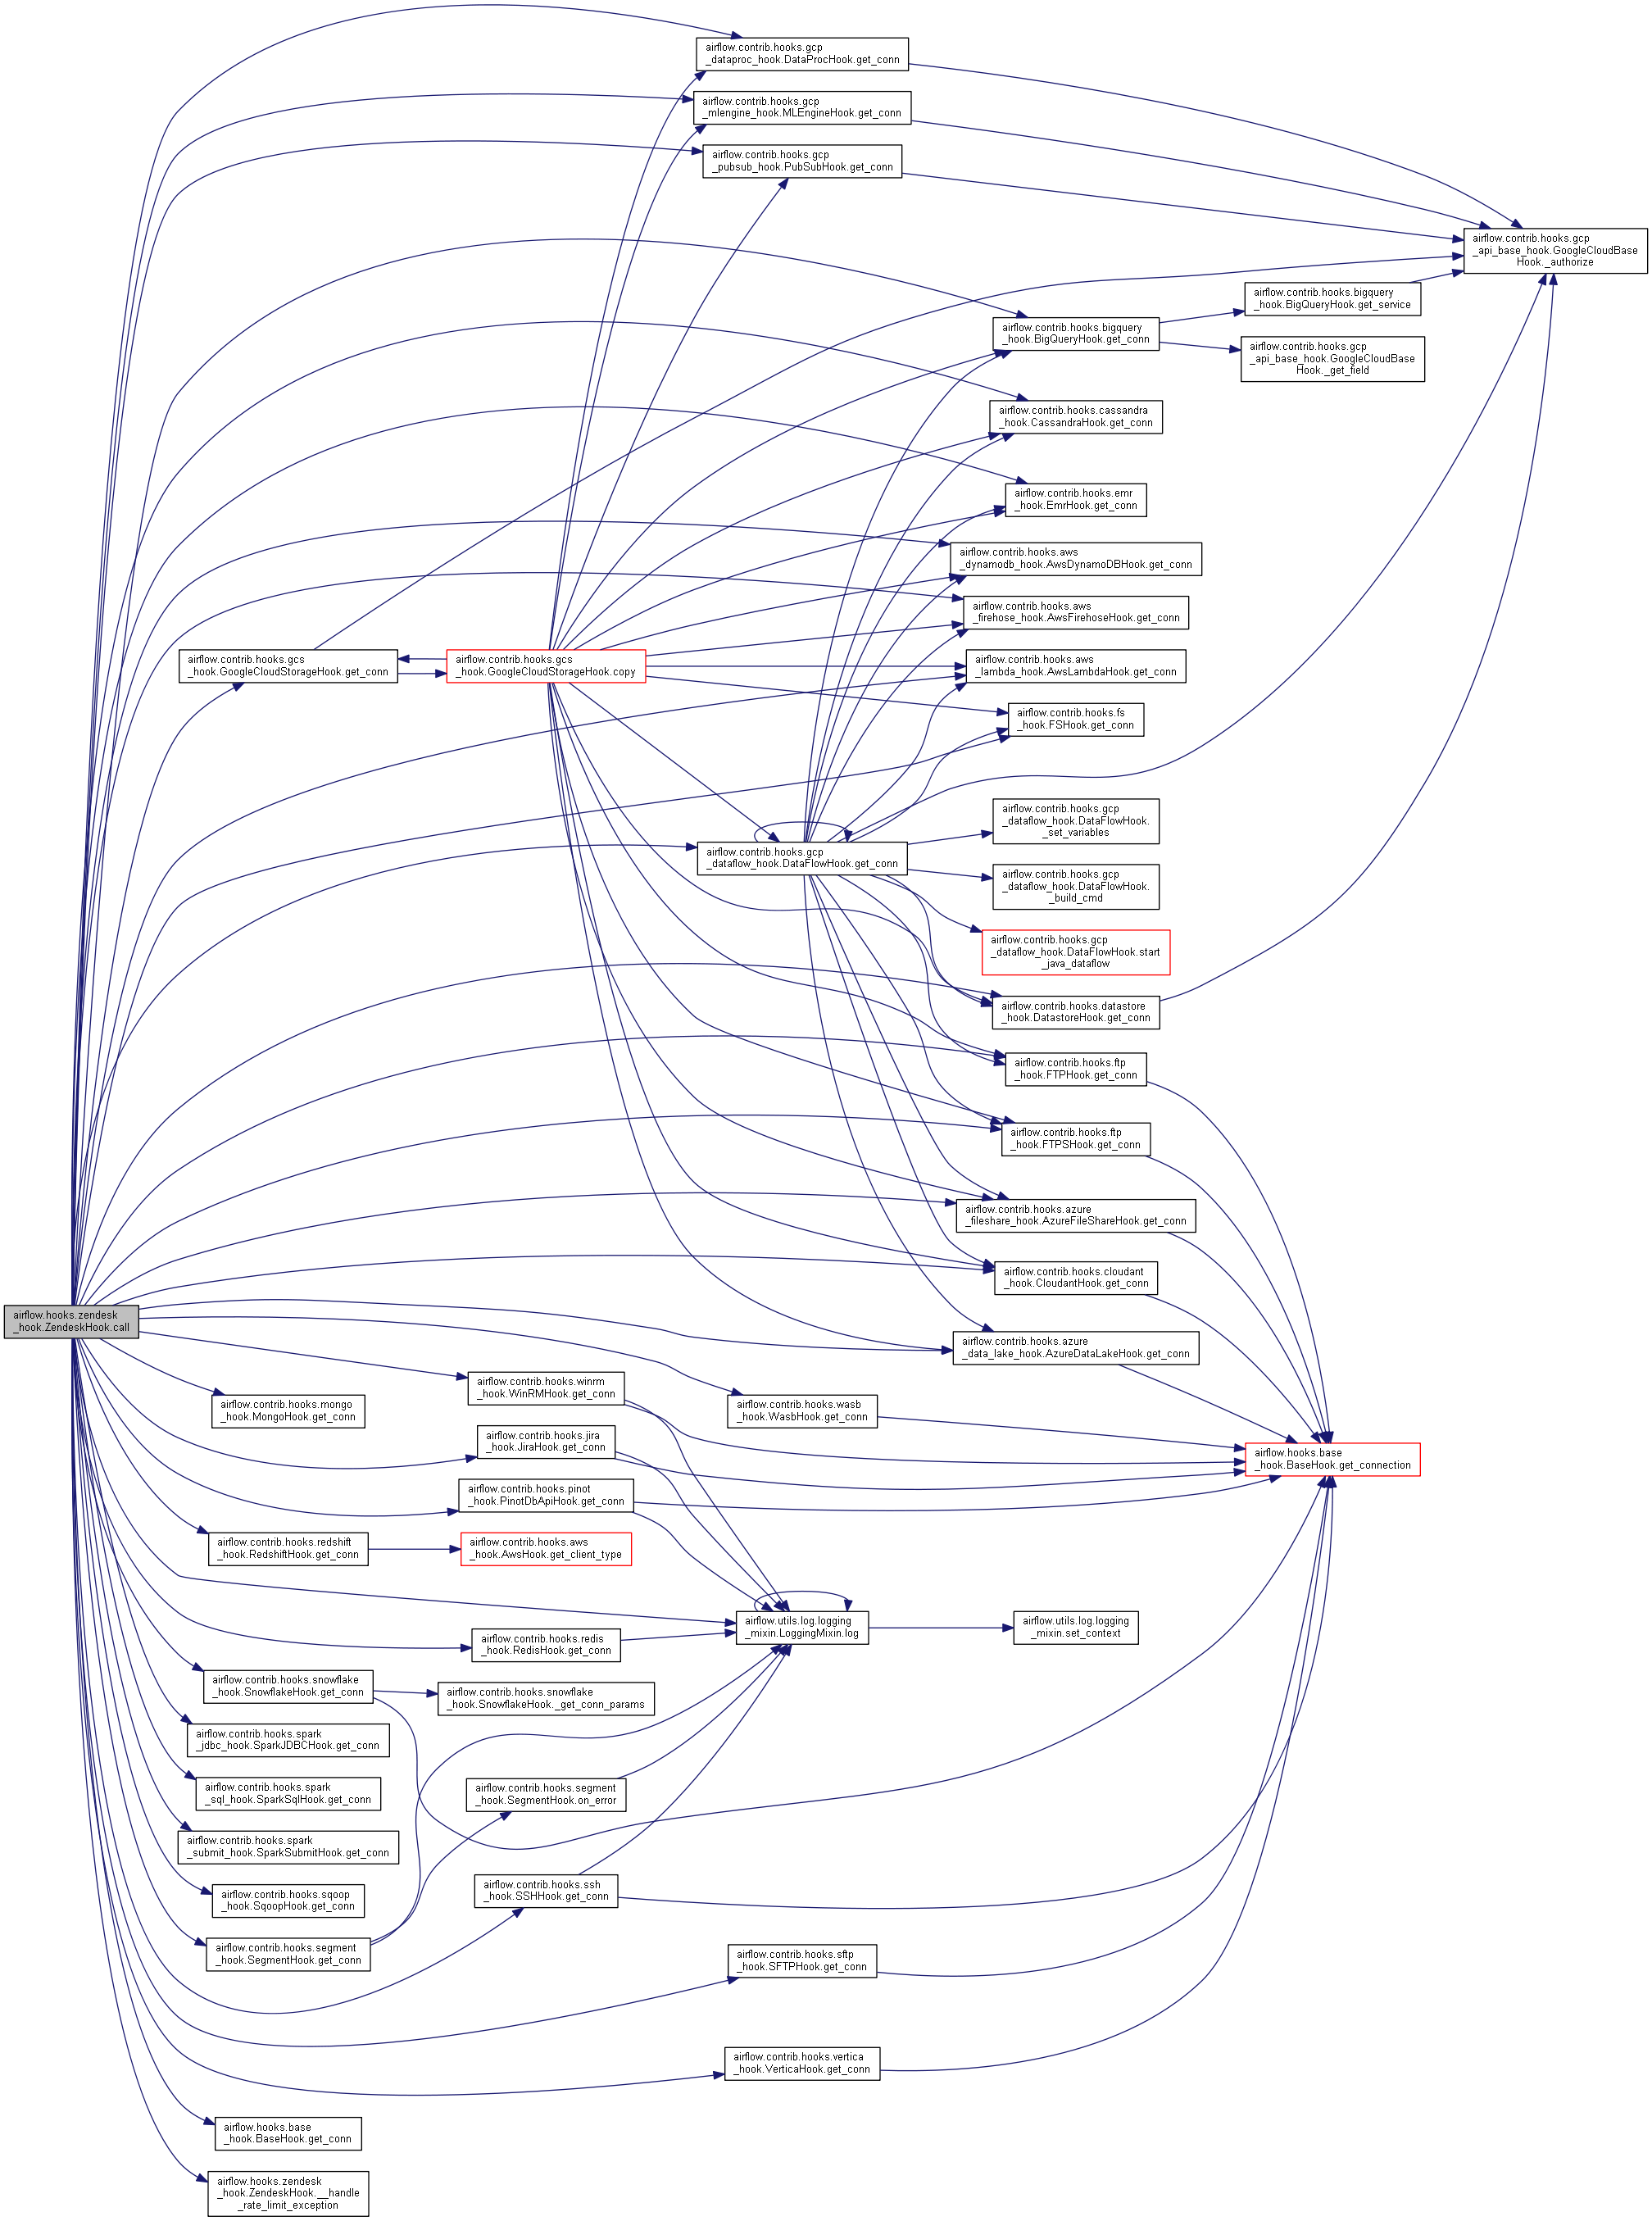 airflow.contrib.hooks.gcp
_dataproc_hook.DataProcHook.get_conn
airflow.contrib.hooks.gcp
_mlengine_hook.MLEngineHook.get_conn
airflow.contrib.hooks.gcp
_pubsub_hook.PubSubHook.get_conn
airflow.contrib.hooks.gcp
_api_base_hook.GoogleCloudBase
Hook._authorize
airflow.contrib.hooks.bigquery
_hook.BigQueryHook.get_service
airflow.contrib.hooks.bigquery
_hook.BigQueryHook.get_conn
airflow.contrib.hooks.gcp
_api_base_hook.GoogleCloudBase
Hook._get_field
airflow.contrib.hooks.cassandra
_hook.CassandraHook.get_conn
airflow.contrib.hooks.emr
_hook.EmrHook.get_conn
airflow.contrib.hooks.aws
_dynamodb_hook.AwsDynamoDBHook.get_conn
airflow.contrib.hooks.aws
_firehose_hook.AwsFirehoseHook.get_conn
airflow.contrib.hooks.gcs
_hook.GoogleCloudStorageHook.get_conn
airflow.contrib.hooks.gcs
_hook.GoogleCloudStorageHook.copy
airflow.contrib.hooks.aws
_lambda_hook.AwsLambdaHook.get_conn
airflow.contrib.hooks.fs
_hook.FSHook.get_conn
airflow.contrib.hooks.gcp
_dataflow_hook.DataFlowHook.
_set_variables
airflow.contrib.hooks.gcp
_dataflow_hook.DataFlowHook.get_conn
airflow.contrib.hooks.gcp
_dataflow_hook.DataFlowHook.
_build_cmd
airflow.contrib.hooks.gcp
_dataflow_hook.DataFlowHook.start
_java_dataflow
airflow.contrib.hooks.datastore
_hook.DatastoreHook.get_conn
airflow.contrib.hooks.ftp
_hook.FTPHook.get_conn
airflow.contrib.hooks.ftp
_hook.FTPSHook.get_conn
airflow.contrib.hooks.azure
_fileshare_hook.AzureFileShareHook.get_conn
airflow.contrib.hooks.cloudant
_hook.CloudantHook.get_conn
airflow.hooks.zendesk
_hook.ZendeskHook.call
airflow.contrib.hooks.azure
_data_lake_hook.AzureDataLakeHook.get_conn
airflow.contrib.hooks.winrm
_hook.WinRMHook.get_conn
airflow.contrib.hooks.mongo
_hook.MongoHook.get_conn
airflow.contrib.hooks.wasb
_hook.WasbHook.get_conn
airflow.contrib.hooks.jira
_hook.JiraHook.get_conn
airflow.hooks.base
_hook.BaseHook.get_connection
airflow.contrib.hooks.pinot
_hook.PinotDbApiHook.get_conn
airflow.contrib.hooks.redshift
_hook.RedshiftHook.get_conn
airflow.contrib.hooks.aws
_hook.AwsHook.get_client_type
airflow.utils.log.logging
_mixin.LoggingMixin.log
airflow.utils.log.logging
_mixin.set_context
airflow.contrib.hooks.redis
_hook.RedisHook.get_conn
airflow.contrib.hooks.snowflake
_hook.SnowflakeHook.get_conn
airflow.contrib.hooks.snowflake
_hook.SnowflakeHook._get_conn_params
airflow.contrib.hooks.spark
_jdbc_hook.SparkJDBCHook.get_conn
airflow.contrib.hooks.spark
_sql_hook.SparkSqlHook.get_conn
airflow.contrib.hooks.segment
_hook.SegmentHook.on_error
airflow.contrib.hooks.spark
_submit_hook.SparkSubmitHook.get_conn
airflow.contrib.hooks.ssh
_hook.SSHHook.get_conn
airflow.contrib.hooks.sqoop
_hook.SqoopHook.get_conn
airflow.contrib.hooks.segment
_hook.SegmentHook.get_conn
airflow.contrib.hooks.sftp
_hook.SFTPHook.get_conn
airflow.contrib.hooks.vertica
_hook.VerticaHook.get_conn
airflow.hooks.base
_hook.BaseHook.get_conn
airflow.hooks.zendesk
_hook.ZendeskHook.__handle
_rate_limit_exception